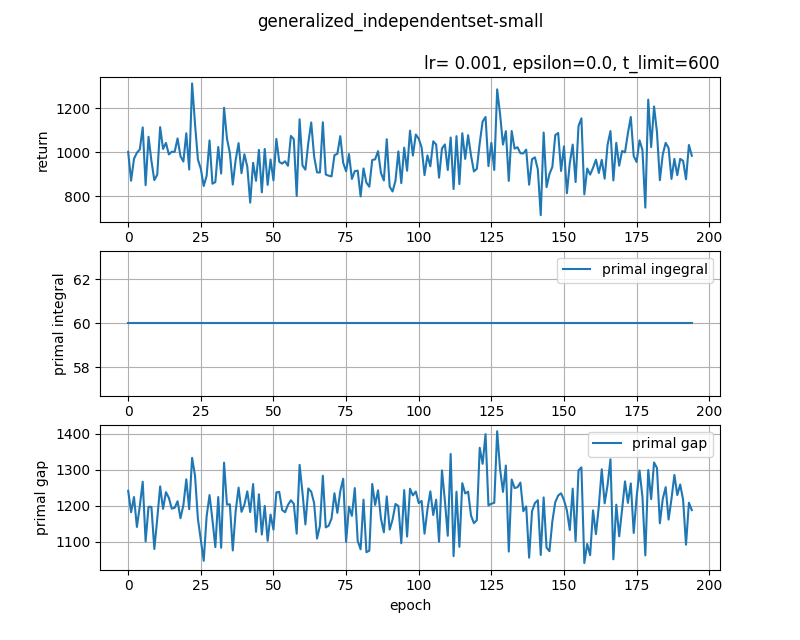 generalized_independentset-small
lr= 0.001, epsilon=0.0, t_limit=600
return
1200
1000
800
0 25 50 75 100 125 150 175 200
primal integral
62
60
58
primal ingegral
0 25 50 75 100 125 150 175 200
primal gap
1400
1300
1200
1100
primal gap
0 25 50 75 100 125 150 175 200
epoch